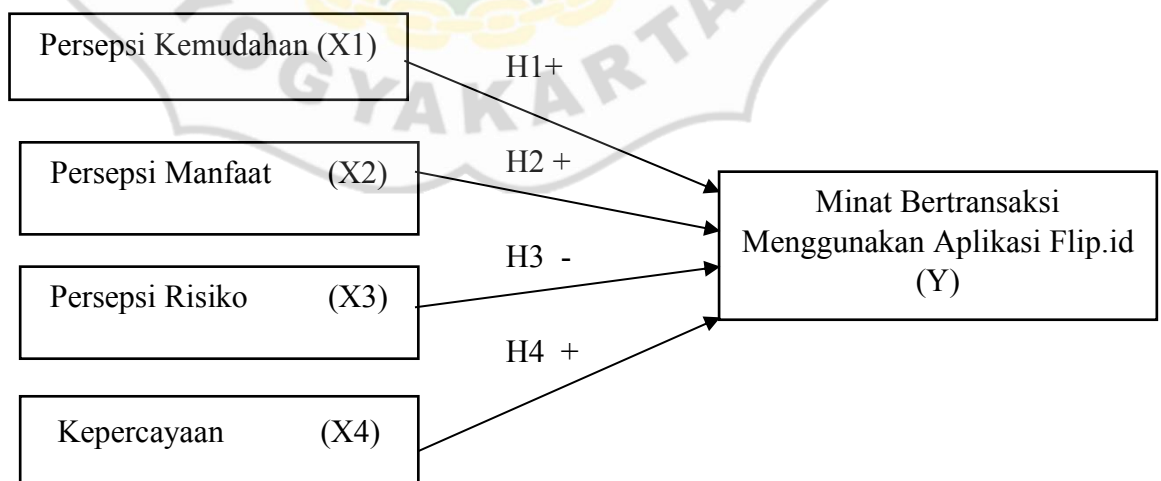 Persepsi Kemudahan (X1)
H1+
Persepsi Manfaat (X2)
H2 +
Persepsi Risiko (X3)
H3 -
Kepercayaan (X4)
H4 +
Minat Bertransaksi
Menggunakan Aplikasi Flip.id
(Y)
YOGYAKARTA